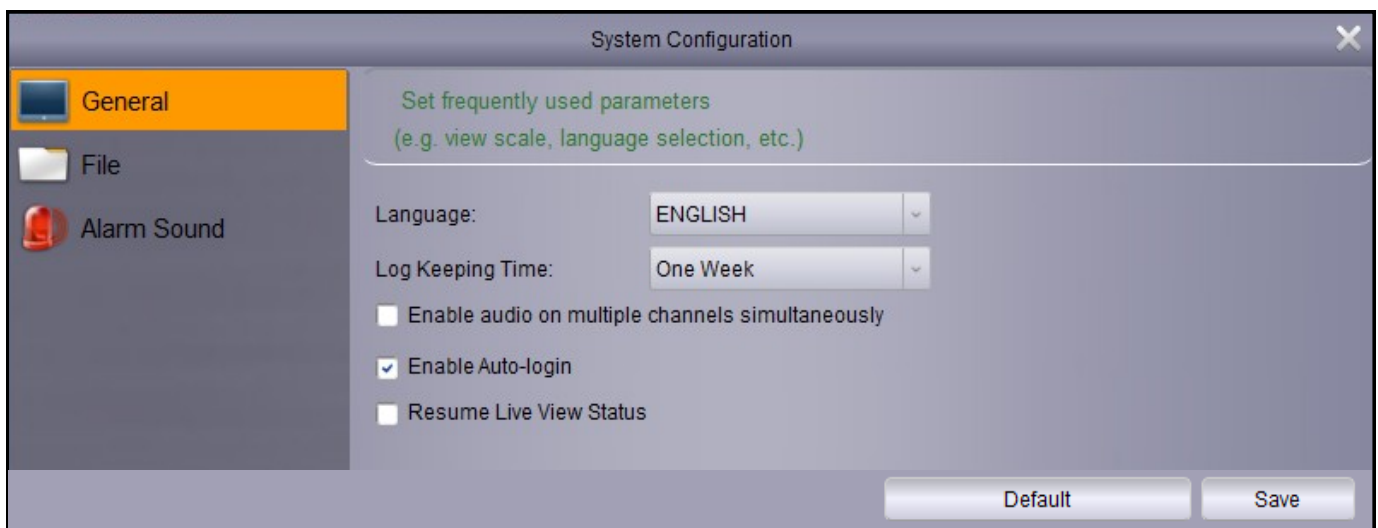 System Configuration
General
File
Alarm Sound
Set frequently used parameters
(e.g. view scale, language selection, etc.)
Language:
ENGLISH
Log Keeping Time:
One Week
Enable audio on multiple channels simultaneously
Enable Auto-login
Resume Live View Status
Default
Save